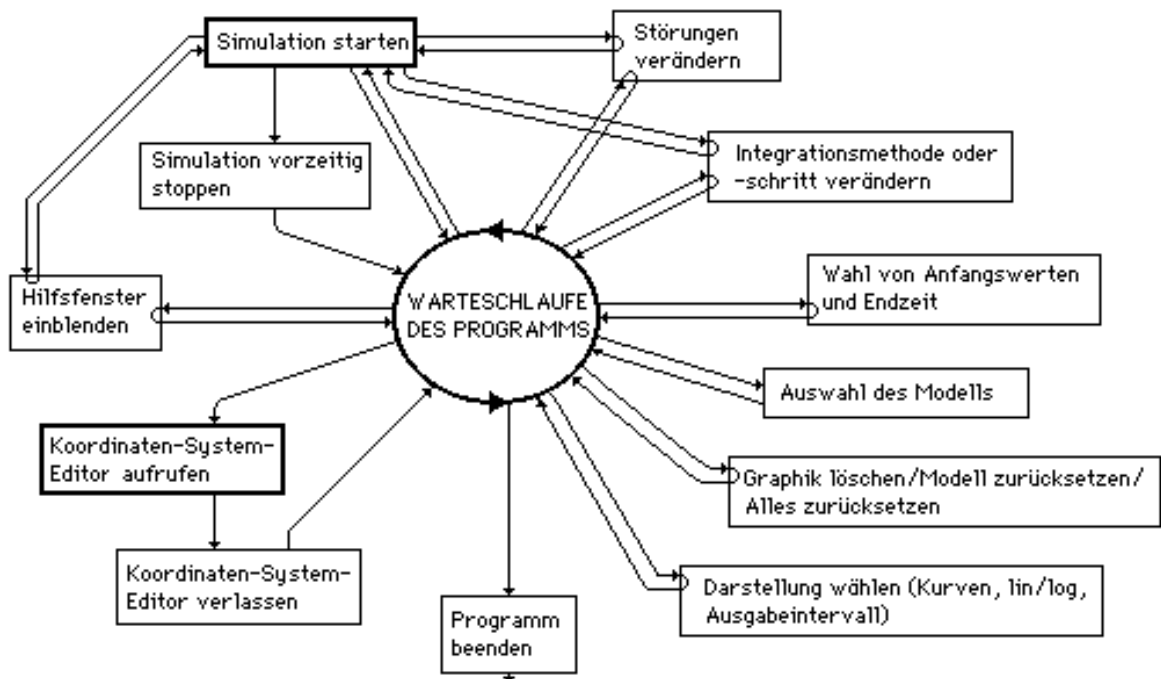 Simulation starten
Störungen
verändern
Simulation vorzeitig
stoppen
Integrationsmethode oder
-schritt verändern
Hilfsfenster
einblenden
WARTESCHLAUFE
DES PROGRAMMS
Wahl von Anfangswerten
und Endzeit
Auswahl des Modells
Koordinaten-System-
Editor aufrufen
Graphik löschen/Modell zurücksetzen/
Alles zurücksetzen
Koordinaten-System-
Editor verlassen
Darstellung wählen (Kurven, lin/log,
Ausgabeintervall)
Programm
beenden